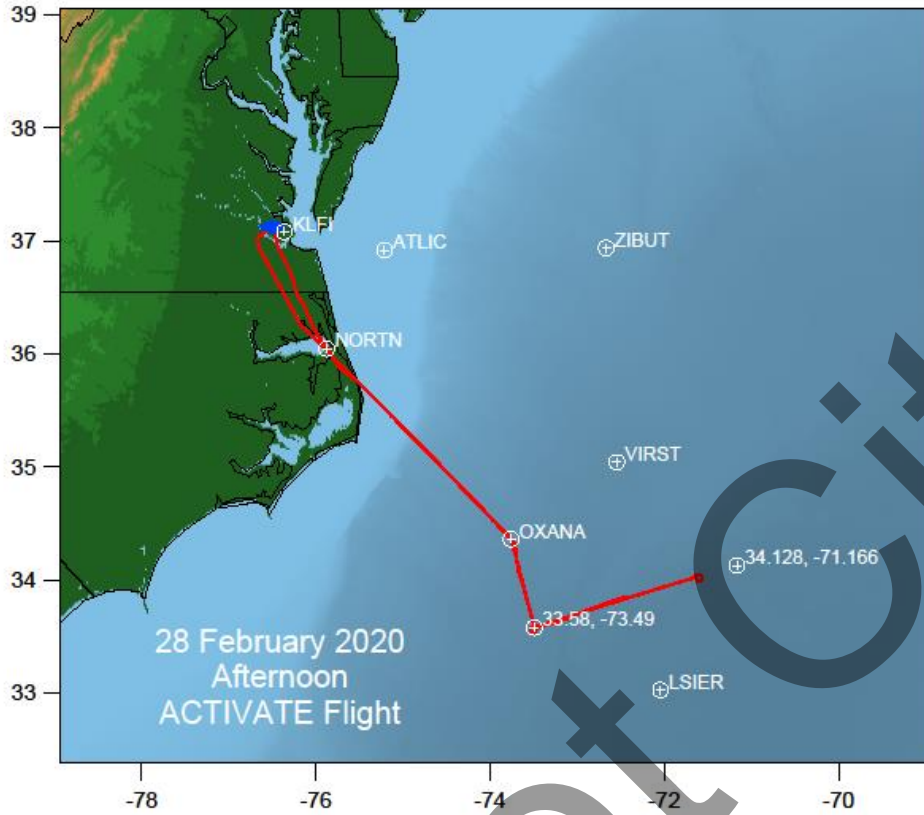 39
38
37
36
35
34
33
KLFI
ATLIC
ZIBUT
NORTN
VIRST
OXANA
34.128, -71.166
33.58, -73.49
LSIER
28 February 2020
Afternoon
ACTIVATE Flight
-78
-76
-74
-72
-70